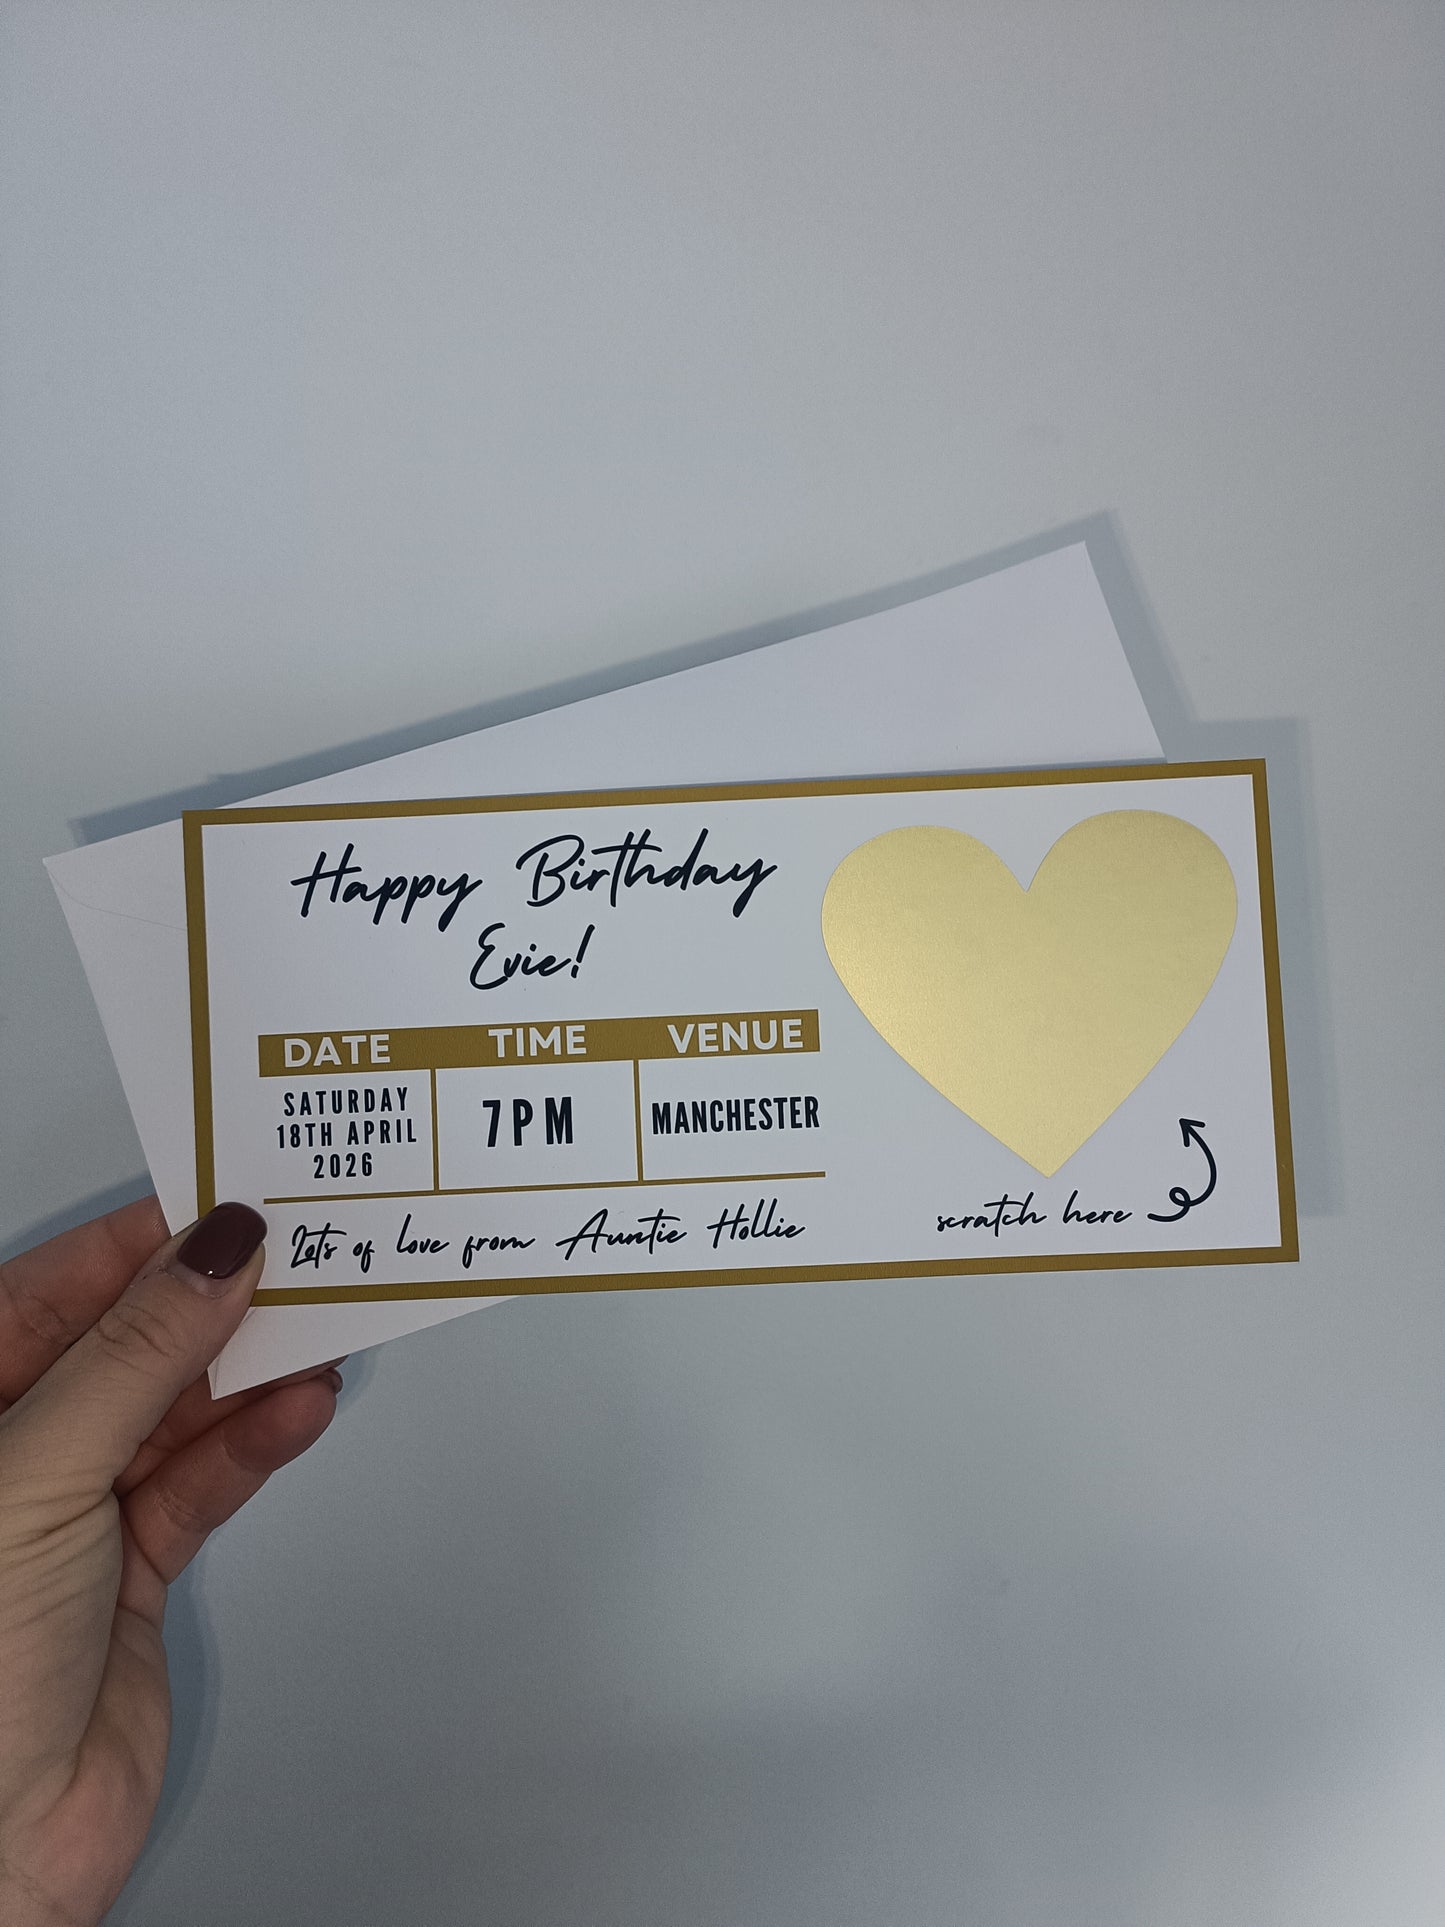 Happy Birthday
Evie!
DATE TIME VENUE
SATURDAY
18TH APRIL
2026
7PM
MANCHESTER
Lots of love from Auntie Hollie
scratch here